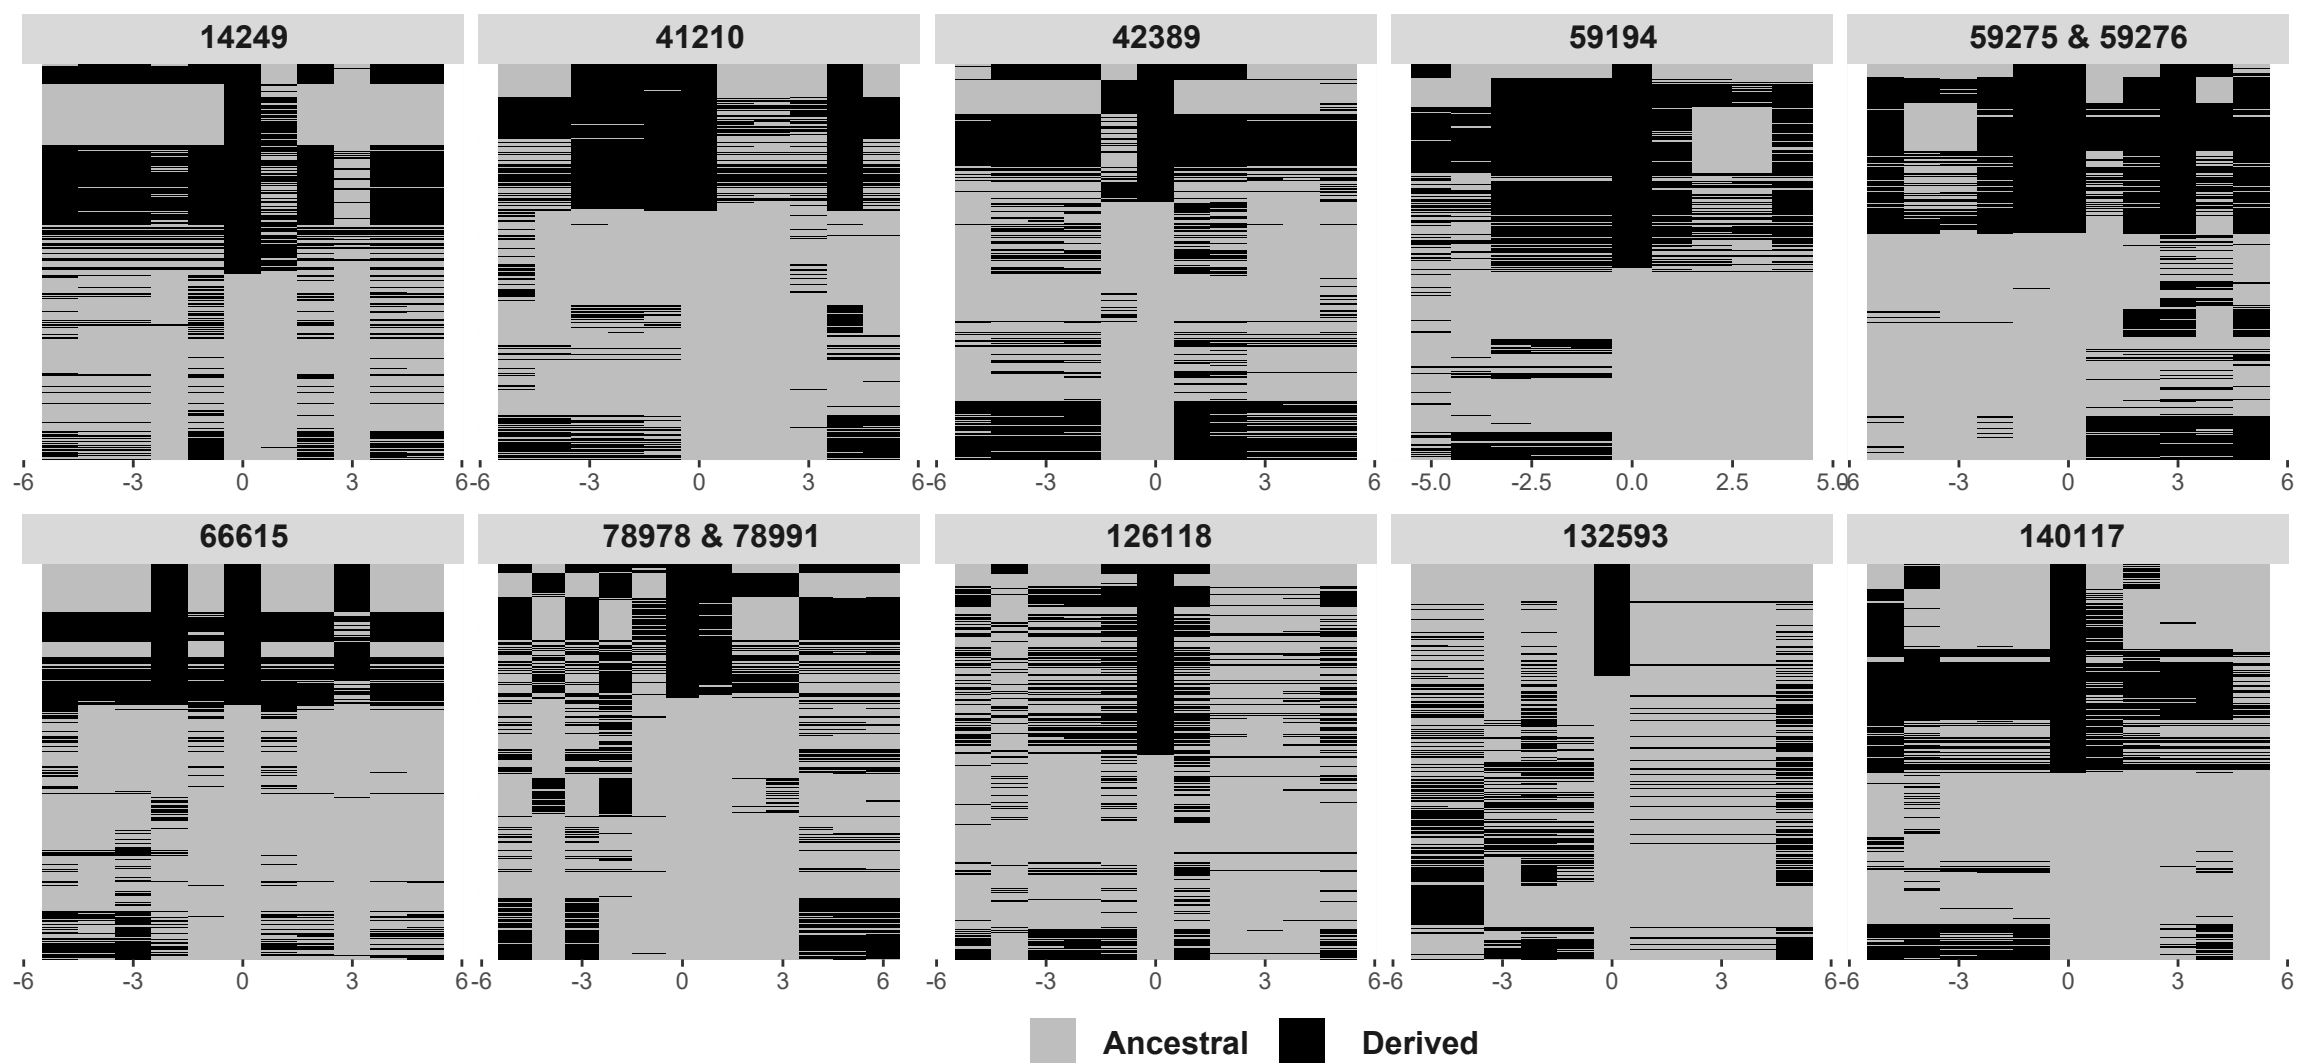 14249 41210 42389 59194 59275 & 59276
-6 -3 0 3 6 -6 -3 0 3 6 -6 -3 0 3 6 -5.0 -2.5 0.0 2.5 5.0 -6 -3 0 3 6
66615 78978 & 78991 126118 132593 140117
-6 -3 0 3 6 -6 -3 0 3 6 -6 -3 0 3 6 -6 -3 0 3 6 -6 -3 0 3 6
Ancestral Derived